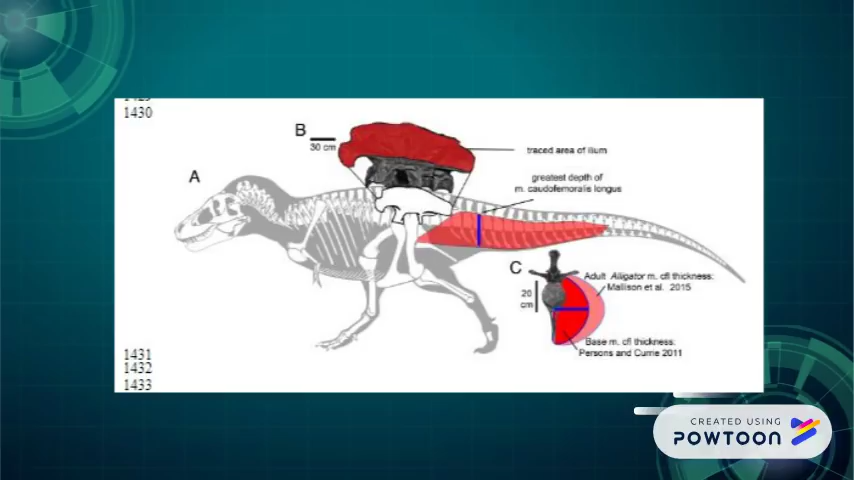 1430
B
30 cm
traced area of ilium
greatest depth of
m. caudofemoralis longus
A
C
Adult Alligator m. cfl thickness:
Mallison et al. 2015
20
cm
Base m. cfl thickness:
Persons and Currie 2011
1431
1432
1433
CREATED USING
POWTOON